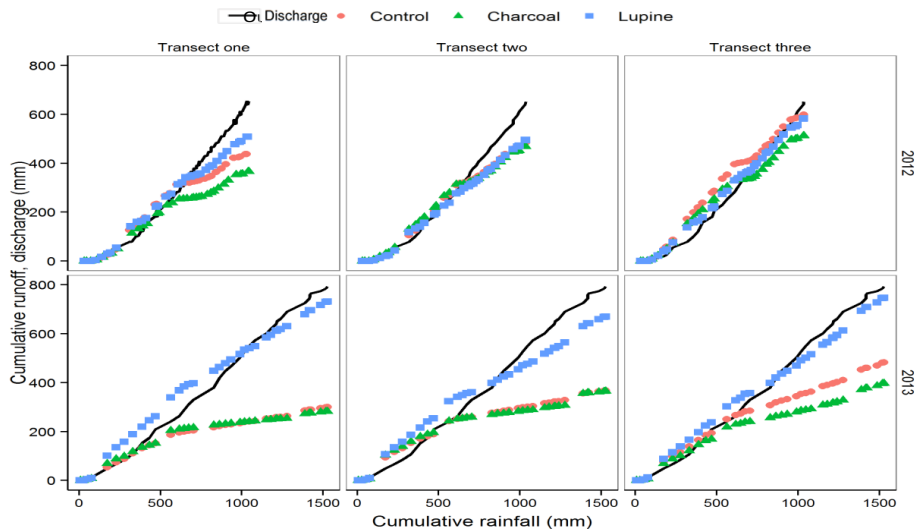 Discharge Control Charcoal Lupine
Transect one Transect two Transect three
Cumulative runoff, discharge (mm)
800
600
400
200
0
2012
800
600
400
200
0
2013
0 500 1000 1500 0 500 1000 1500 0 500 1000 1500
Cumulative rainfall (mm)